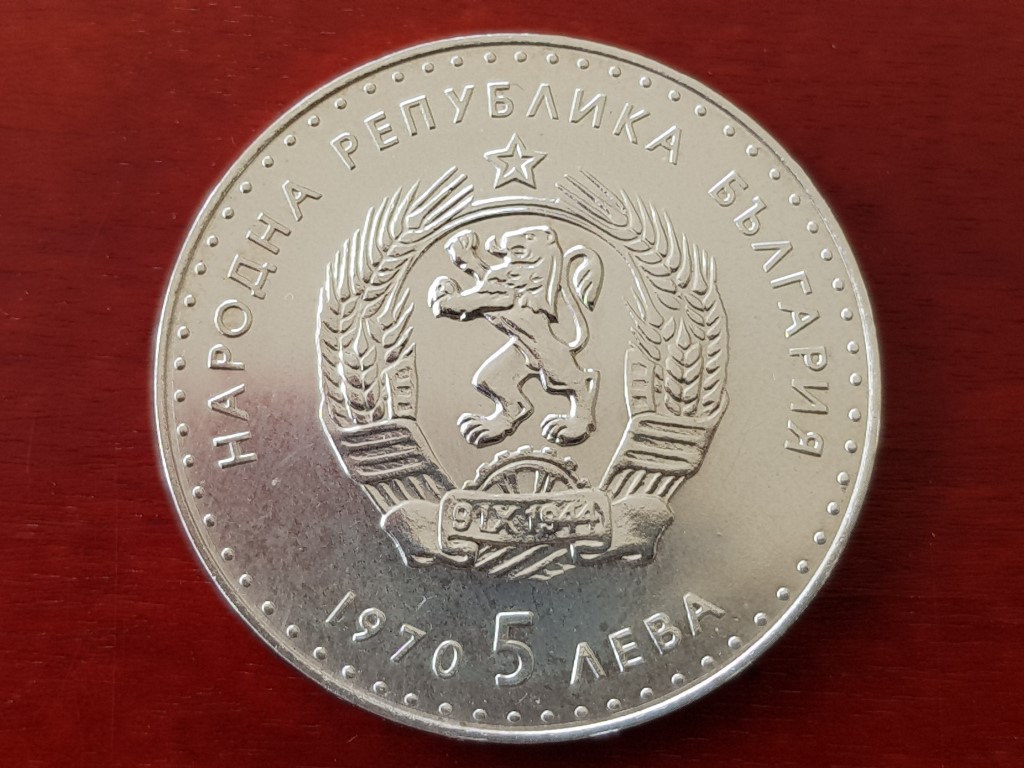 НАРОДНА РЕПУБЛИКА БЪЛГАРИЯ
9 IX 1944
1970 5 ЛЕВА